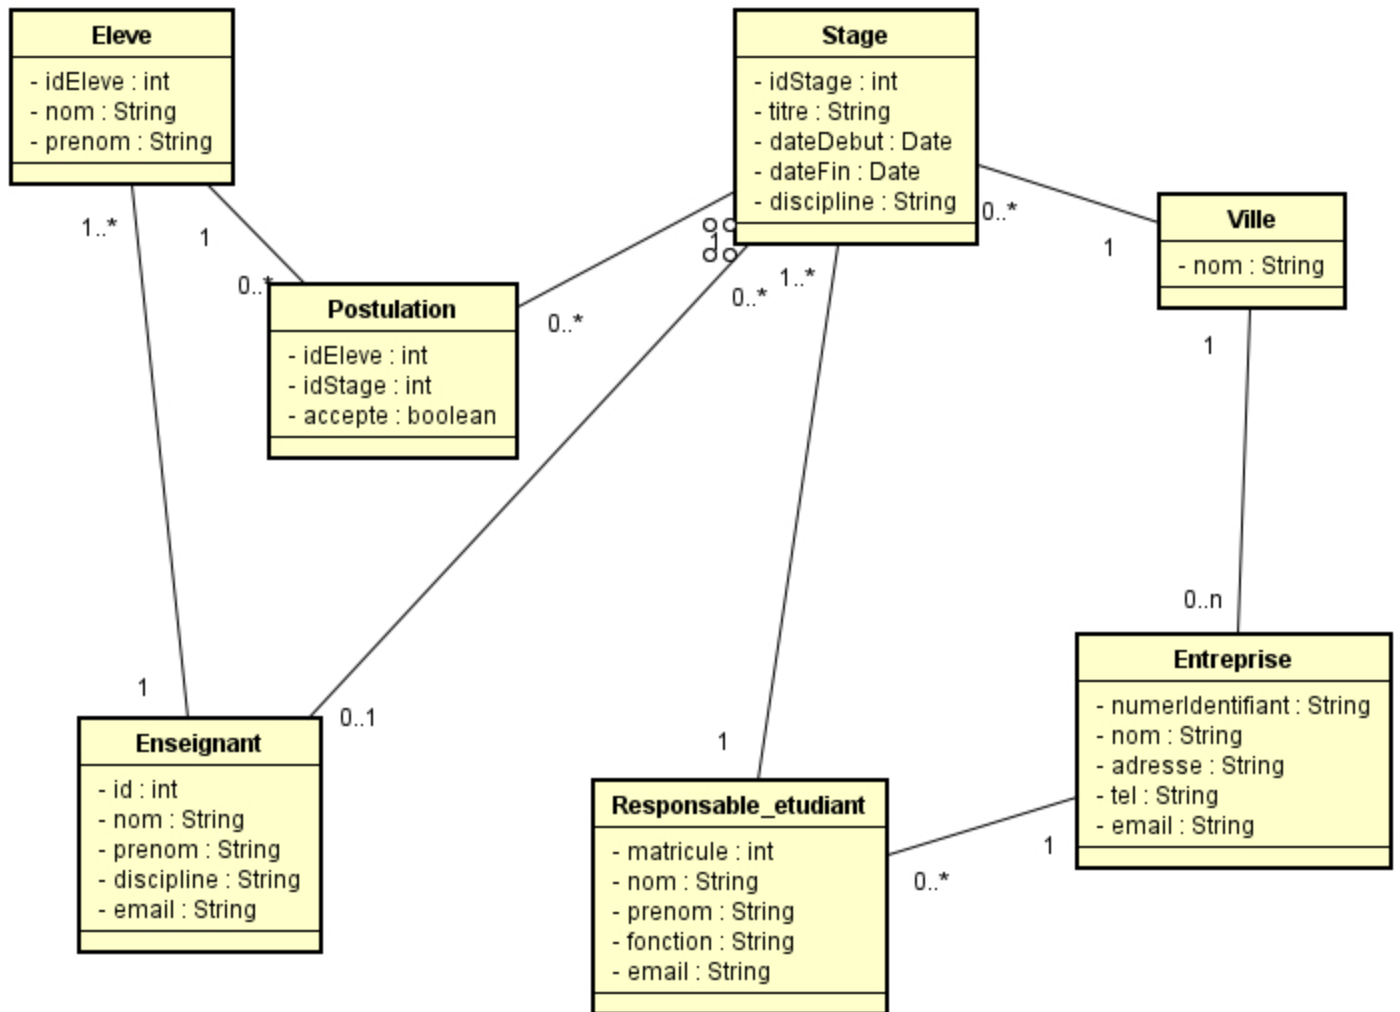 Eleve
- idEleve : int
- nom : String
- prenom : String
Stage
- idStage : int
- titre : String
- dateDebut : Date
- dateFin : Date
- discipline : String
Ville
- nom : String
Postulation
- idEleve : int
- idStage : int
- accepte : boolean
Enseignant
- id : int
- nom : String
- prenom : String
- discipline : String
- email : String
Responsable_etudiant
- matricule : int
- nom : String
- prenom : String
- fonction : String
- email : String
Entreprise
- numerIdentifiant : String
- nom : String
- adresse : String
- tel : String
- email : String
1..*
1
0..*
0..*
1
0..*
1..*
0..*
1
1
0..n
1
0..1
1
1
0..*